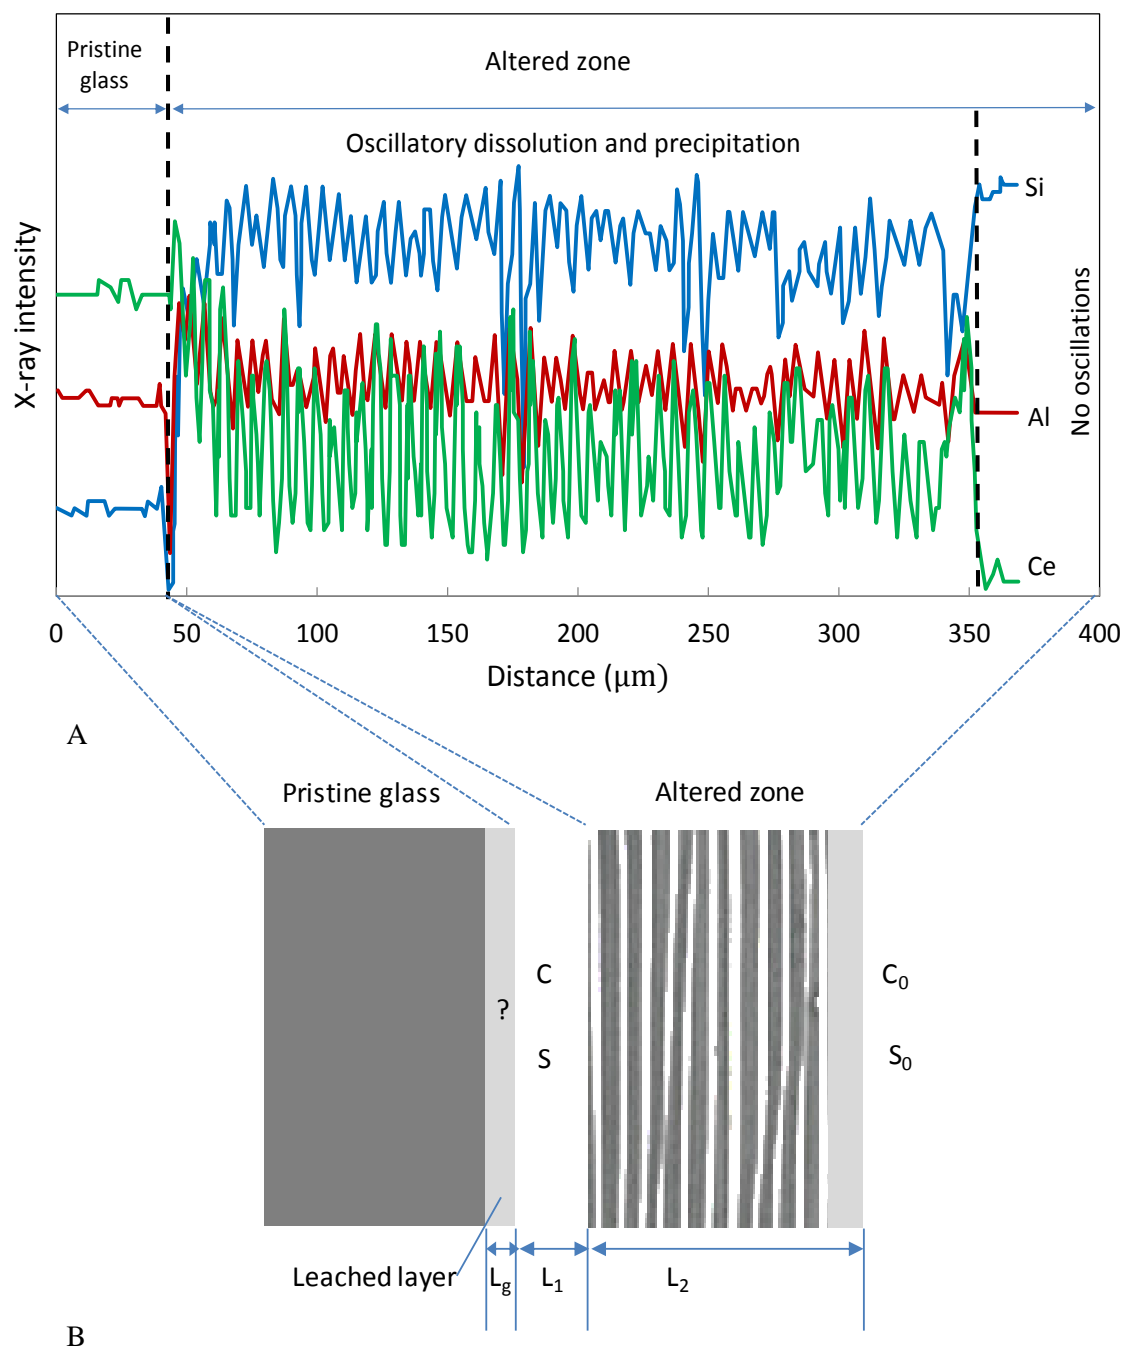 Pristine
glass
Altered zone
Oscillatory dissolution and precipitation
Si
Al
Ce
No oscillations
X-ray intensity
0 50 100 150 200 250 300 350 400
Distance (μm)
A
Pristine glass
Altered zone
C
C₀
?
S
S₀
Leached layer
L_g
L₁
L₂
B